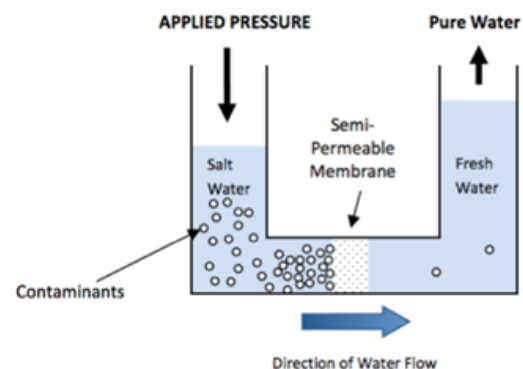 APPLIED PRESSURE
Pure Water
Semi-
Permeable
Membrane
Salt
Water
Fresh
Water
Contaminants
Direction of Water Flow